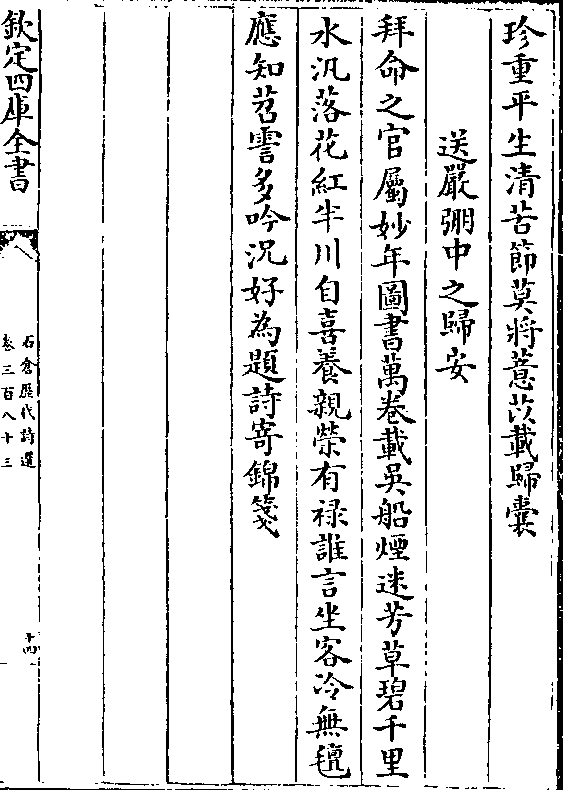 珍重平生清苦節莫將薏苡載歸囊
送嚴弸中之歸安
拜命之官屬妙年圖書萬卷載吳船煙迷芳草碧千里
水汎落花紅半川自喜養親榮有禄誰言坐客冷無氊
應知苕霅多吟況好為題詩寄錦箋
欽定四庫全書
石倉歷代詩選
卷三百八十三
十四